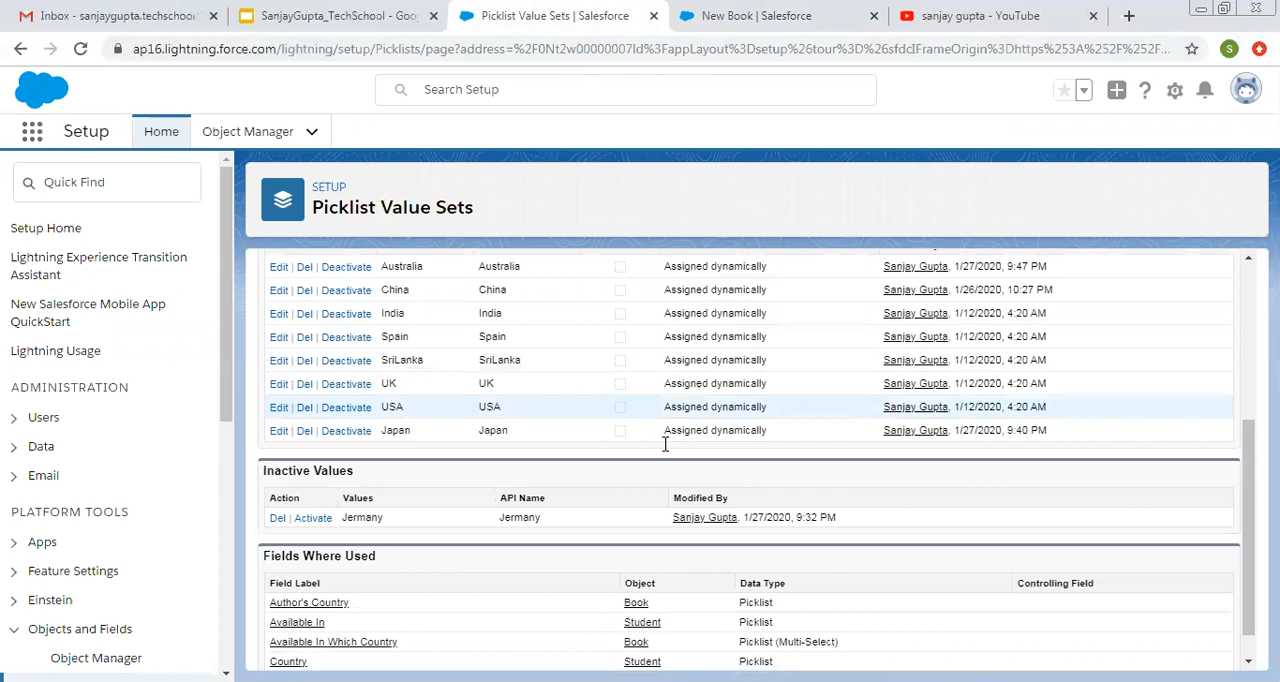 Inbox - sanjaygupta.techschool
SanjayGupta_TechSchool - Goo
Picklist Value Sets | Salesforce
New Book | Salesforce
sanjay gupta - YouTube
ap16.lightning.force.com/lightning/setup/Picklists/page?address=%2F0Nt2w00000007Id%3FappLayout%3Dsetup%26tour%3D%26sfdcIFrameOrigin%3Dhttps%253A%252F%252F...
S
Search Setup
Setup
Home
Object Manager
Quick Find
Setup Home
Lightning Experience Transition
Assistant
New Salesforce Mobile App
QuickStart
Lightning Usage
ADMINISTRATION
Users
Data
Email
PLATFORM TOOLS
Apps
Feature Settings
Einstein
Objects and Fields
Object Manager
SETUP
Picklist Value Sets
Edit | Del | Deactivate Australia Australia Assigned dynamically Sanjay Gupta, 1/27/2020, 9:47 PM
Edit | Del | Deactivate China China Assigned dynamically Sanjay Gupta, 1/26/2020, 10:27 PM
Edit | Del | Deactivate India India Assigned dynamically Sanjay Gupta, 1/12/2020, 4:20 AM
Edit | Del | Deactivate Spain Spain Assigned dynamically Sanjay Gupta, 1/12/2020, 4:20 AM
Edit | Del | Deactivate SriLanka SriLanka Assigned dynamically Sanjay Gupta, 1/12/2020, 4:20 AM
Edit | Del | Deactivate UK UK Assigned dynamically Sanjay Gupta, 1/12/2020, 4:20 AM
Edit | Del | Deactivate USA USA Assigned dynamically Sanjay Gupta, 1/12/2020, 4:20 AM
Edit | Del | Deactivate Japan Japan Assigned dynamically Sanjay Gupta, 1/27/2020, 9:40 PM
Inactive Values
Action Values API Name Modified By
Del | Activate Jermany Jermany Sanjay Gupta, 1/27/2020, 9:32 PM
Fields Where Used
Field Label Object Data Type Controlling Field
Author's Country Book Picklist
Available In Student Picklist
Available In Which Country Book Picklist (Multi-Select)
Country Student Picklist